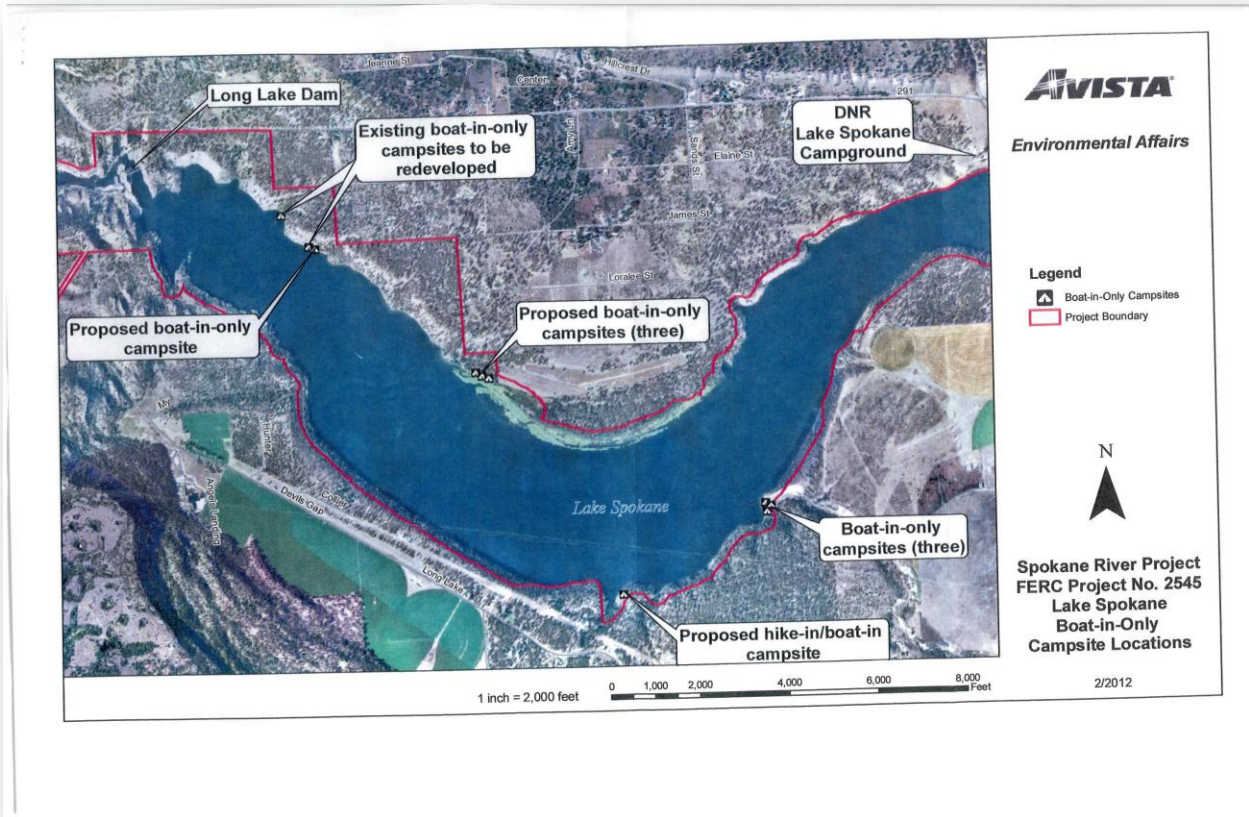 Jeanne St
Hillcrest Dr
Center
291
Long Lake Dam
Existing boat-in-only
campsites to be
redeveloped
DNR
Lake Spokane
Campground
Sands St
Elaine St
James St
Loralee St
Proposed boat-in-only
campsite
Proposed boat-in-only
campsites (three)
Hunter
Collier
Devils Gap
Angels Landing
Long Lake
Lake Spokane
Boat-in-only
campsites (three)
Proposed hike-in/boat-in
campsite
1 inch = 2,000 feet
0 1,000 2,000 4,000 6,000 8,000
Feet
AVISTA
Environmental Affairs
Legend
Boat-in-Only Campsites
Project Boundary
N
Spokane River Project
FERC Project No. 2545
Lake Spokane
Boat-in-Only
Campsite Locations
2/2012